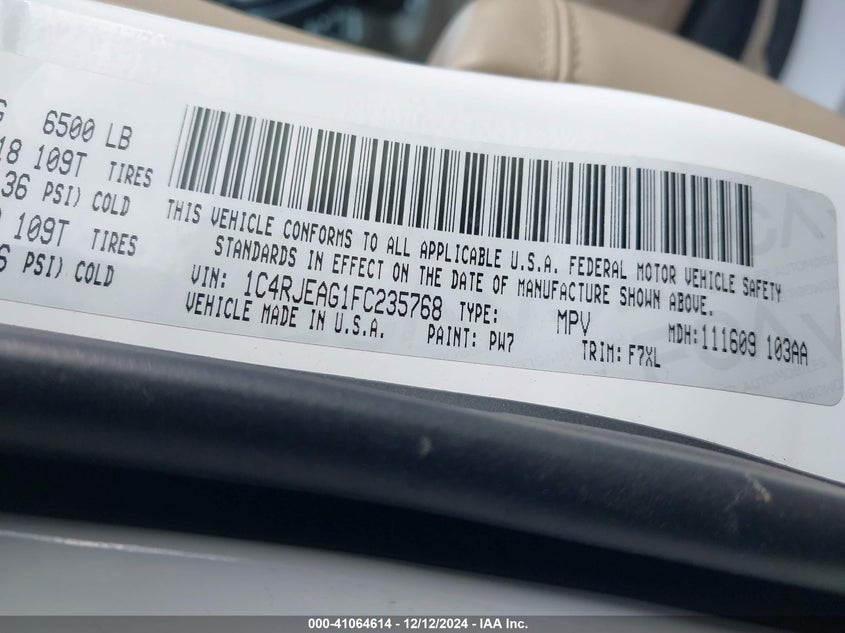 6500 LB
18 109T TIRES
36 PSI) COLD
109T TIRES
PSI) COLD
THIS VEHICLE CONFORMS TO ALL APPLICABLE U.S.A. FEDERAL MOTOR VEHICLE SAFETY
STANDARDS IN EFFECT ON THE DATE OF MANUFACTURE SHOWN ABOVE.
VIN: 1C4RJEAG1FC235768 TYPE: MPV MDH:111609 103AA
VEHICLE MADE IN U.S.A. PAINT: PW7 TRIM: F7XL
000-41064614 - 12/12/2024 - IAA Inc.